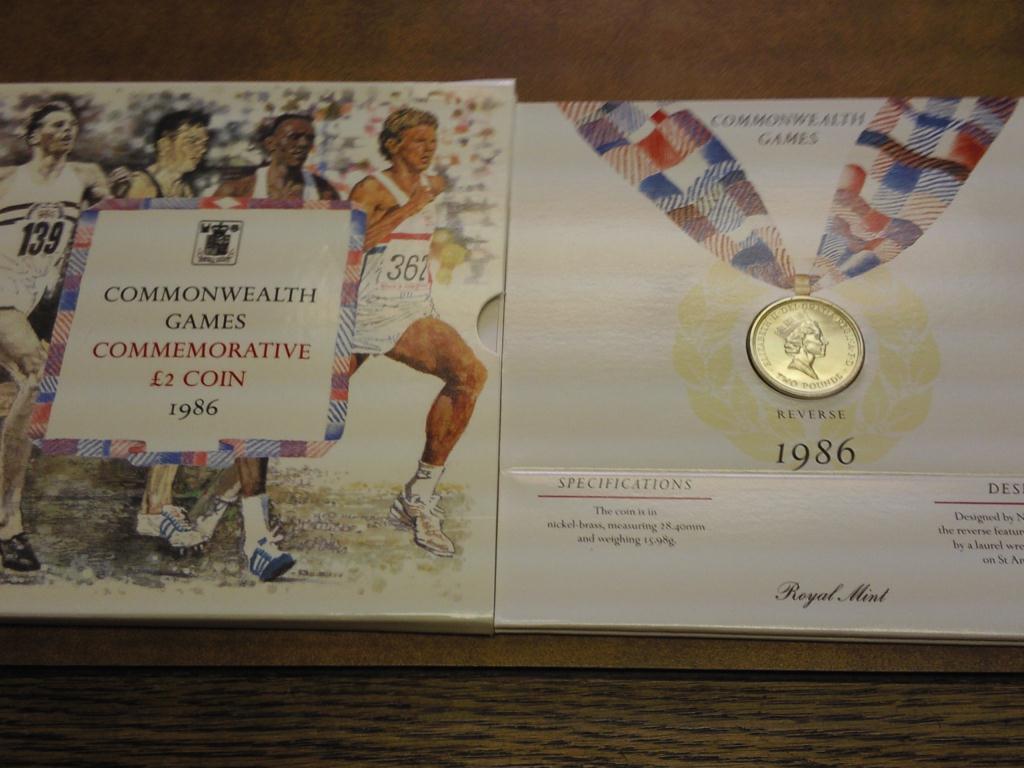 139
362
COMMONWEALTH
GAMES
COMMEMORATIVE
£2 COIN
1986
COMMONWEALTH
GAMES
TWO POUNDS
REVERSE
1986
SPECIFICATIONS
The coin is in
nickel-brass, measuring 28.40mm
and weighing 15.98g.
DES
Designed by N
the reverse featur
by a laurel wre
on St An
Royal Mint